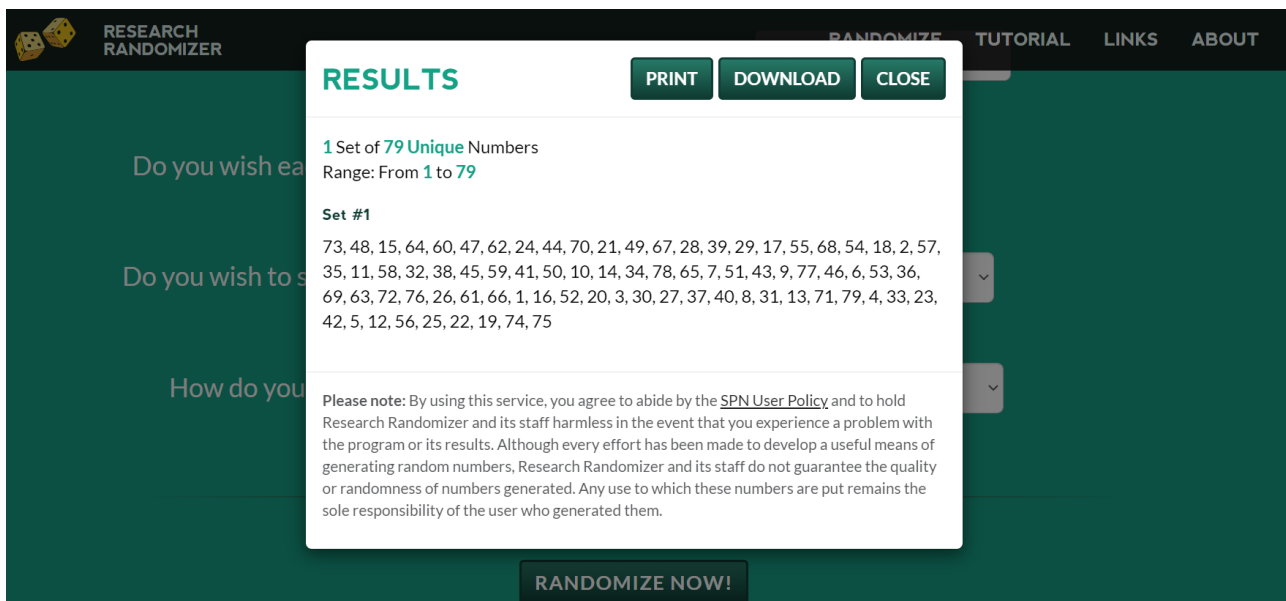 RESEARCH
RANDOMIZER
RANDOMIZE TUTORIAL LINKS ABOUT
RESULTS
PRINT DOWNLOAD CLOSE
1 Set of 79 Unique Numbers
Do you wish ea
Range: From 1 to 79
Set #1
73, 48, 15, 64, 60, 47, 62, 24, 44, 70, 21, 49, 67, 28, 39, 29, 17, 55, 68, 54, 18, 2, 57,
35, 11, 58, 32, 38, 45, 59, 41, 50, 10, 14, 34, 78, 65, 7, 51, 43, 9, 77, 46, 6, 53, 36,
Do you wish to s
69, 63, 72, 76, 26, 61, 66, 1, 16, 52, 20, 3, 30, 27, 37, 40, 8, 31, 13, 71, 79, 4, 33, 23,
42, 5, 12, 56, 25, 22, 19, 74, 75
How do you
Please note: By using this service, you agree to abide by the SPN User Policy and to hold
Research Randomizer and its staff harmless in the event that you experience a problem with
the program or its results. Although every effort has been made to develop a useful means of
generating random numbers, Research Randomizer and its staff do not guarantee the quality
or randomness of numbers generated. Any use to which these numbers are put remains the
sole responsibility of the user who generated them.
RANDOMIZE NOW!